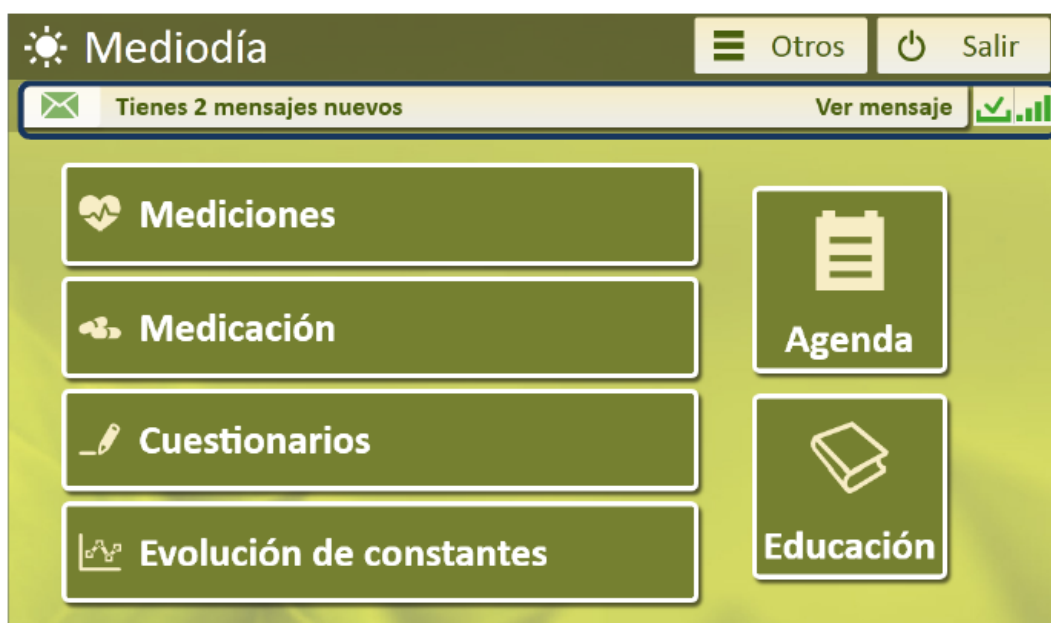 Mediodía
Otros
Salir
Tienes 2 mensajes nuevos
Ver mensaje
Mediciones
Medicación
Cuestionarios
Evolución de constantes
Agenda
Educación